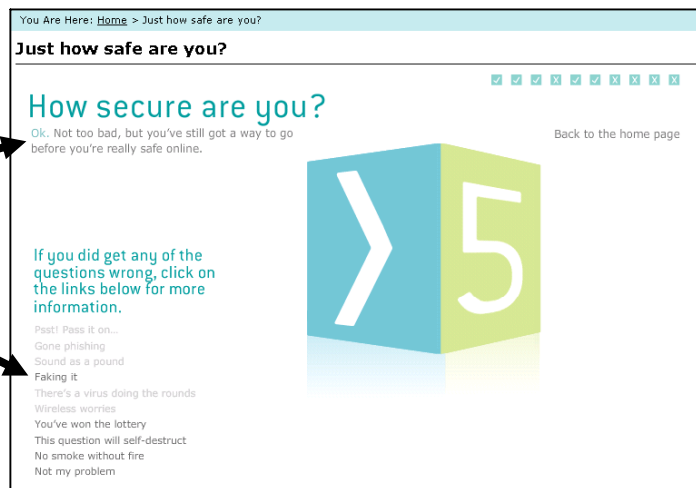 You Are Here: Home > Just how safe are you?
Just how safe are you?
How secure are you?
Ok. Not too bad, but you've still got a way to go
before you're really safe online.
Back to the home page
5
If you did get any of the
questions wrong, click on
the links below for more
information.
Psst! Pass it on...
Gone phishing
Sound as a pound
Faking it
There's a virus doing the rounds
Wireless worries
You've won the lottery
This question will self-destruct
No smoke without fire
Not my problem